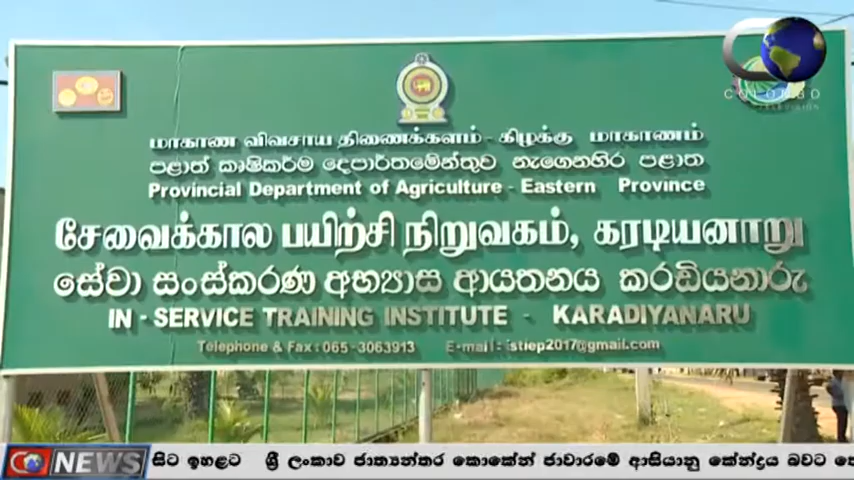 COLOMBO
TELEVISION
மாகாண விவசாய திணைக்களம் - கிழக்கு மாகாணம்
පළාත් කෘෂිකර්ම දෙපාර්තමේන්තුව නැගෙනහිර පළාත
Provincial Department of Agriculture - Eastern Province
சேவைக்கால பயிற்சி நிறுவகம், கரடியனாறு
සේවා සංස්කරණ අභ්‍යාස ආයතනය කරඩියනාරු
IN - SERVICE TRAINING INSTITUTE - KARADIYANARU
Telephone & Fax : 065 - 3063913 E-mail : istiep2017@gmail.com
NEWS සිට ඉහළට ශ්‍රී ලංකාව ජාත්‍යන්තර කොකේන් ජාවාරමේ ආසියානු කේන්ද්‍රය බවට